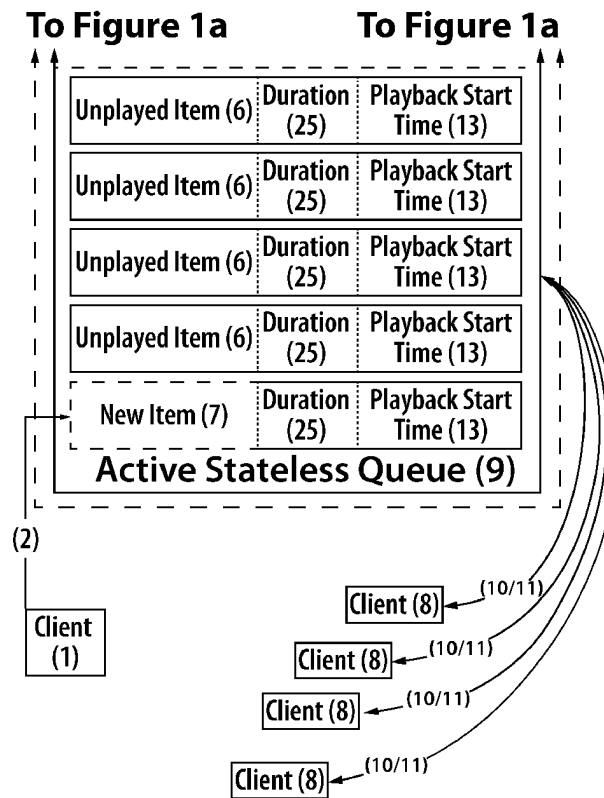 To Figure 1a To Figure 1a
Unplayed Item (6) Duration (25) Playback Start Time (13)
Unplayed Item (6) Duration (25) Playback Start Time (13)
Unplayed Item (6) Duration (25) Playback Start Time (13)
Unplayed Item (6) Duration (25) Playback Start Time (13)
New Item (7) Duration (25) Playback Start Time (13)
Active Stateless Queue (9)
(2)
Client (1)
Client (8) (10/11)
Client (8) (10/11)
Client (8) (10/11)
Client (8) (10/11)